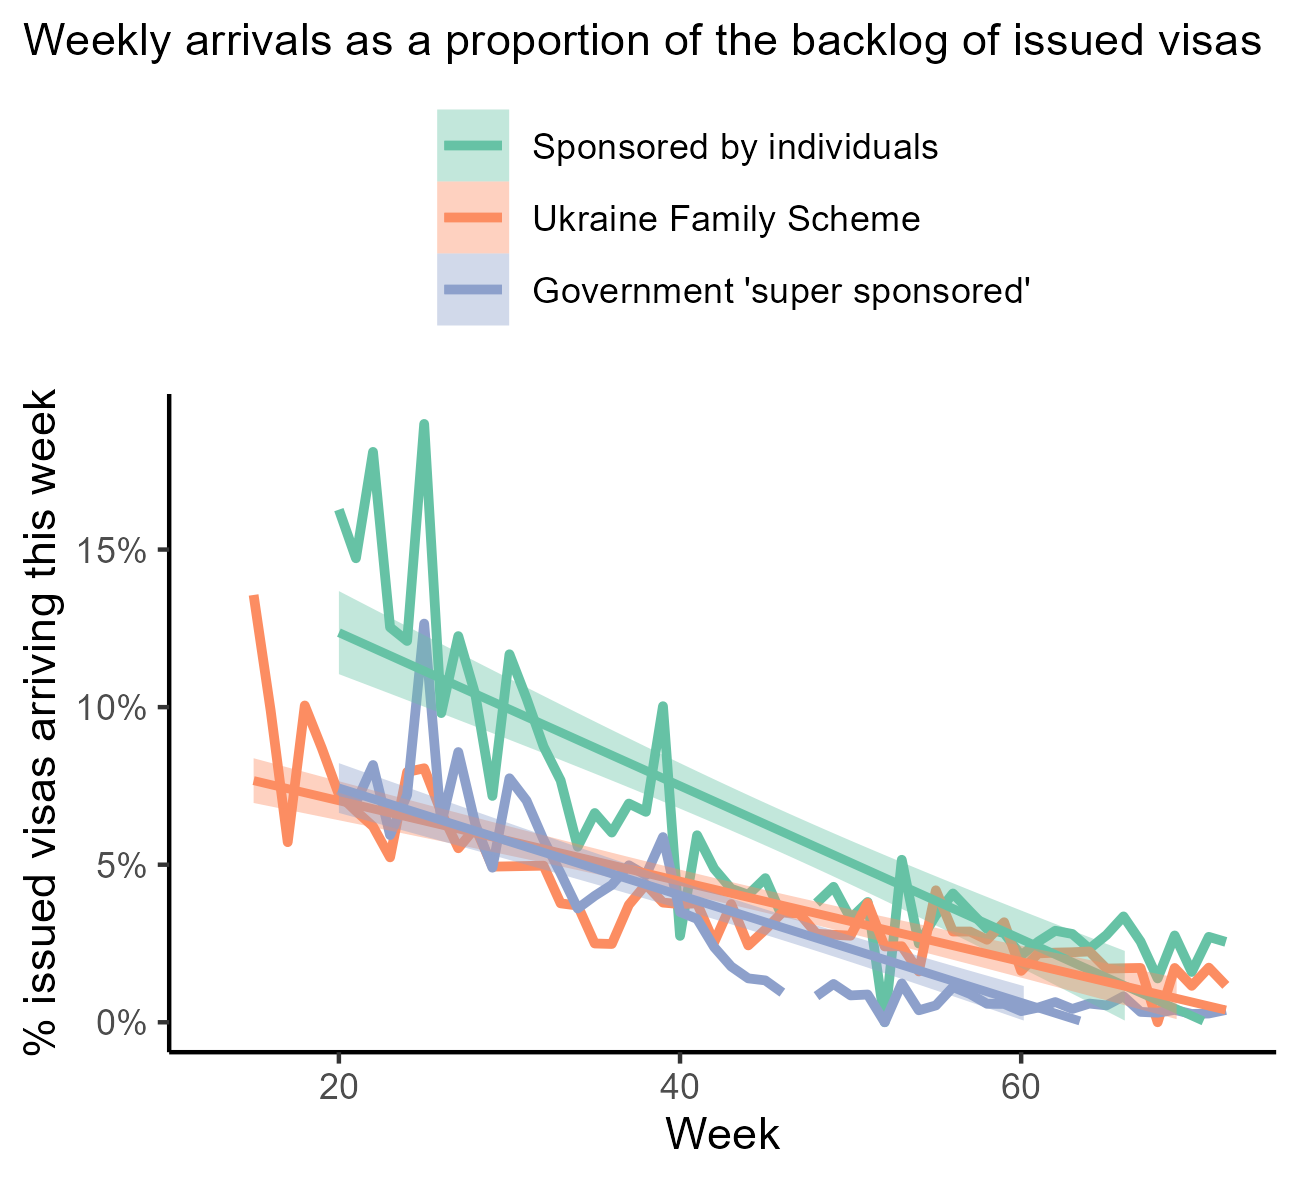 Weekly arrivals as a proportion of the backlog of issued visas
Sponsored by individuals
Ukraine Family Scheme
Government 'super sponsored'
% issued visas arriving this week
15%
10%
5%
0%
20
40
60
Week